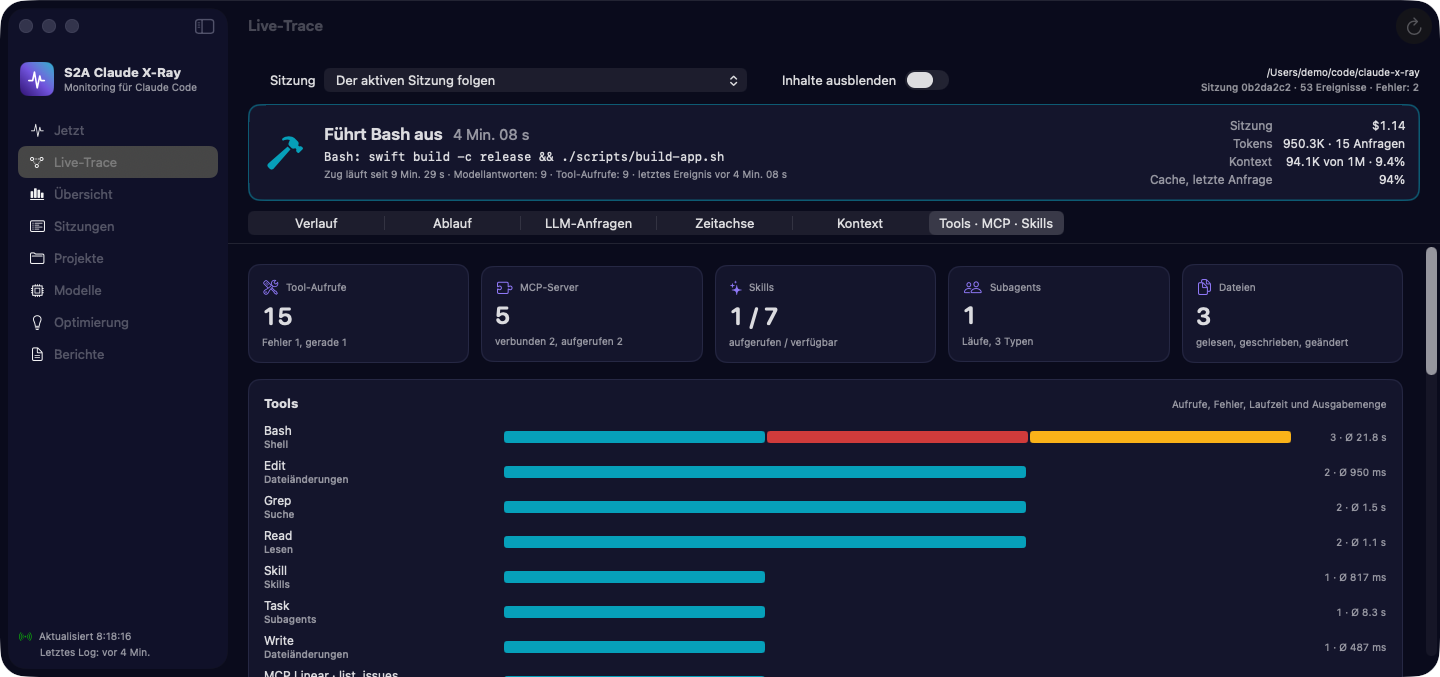 Live-Trace
S2A Claude X-Ray
Monitoring für Claude Code
Jetzt
Live-Trace
Übersicht
Sitzungen
Projekte
Modelle
Optimierung
Berichte
Aktualisiert 8:18:16
Letztes Log: vor 4 Min.
Sitzung
Der aktiven Sitzung folgen
Inhalte ausblenden
/Users/demo/code/claude-x-ray
Sitzung 0b2da2c2 · 53 Ereignisse · Fehler: 2
Führt Bash aus 4 Min. 08 s
Bash: swift build -c release && ./scripts/build-app.sh
Zug läuft seit 9 Min. 29 s · Modellantworten: 9 · Tool-Aufrufe: 9 · letztes Ereignis vor 4 Min. 08 s
Sitzung $1.14
Tokens 950.3K · 15 Anfragen
Kontext 94.1K von 1M · 9.4%
Cache, letzte Anfrage 94%
Verlauf
Ablauf
LLM-Anfragen
Zeitachse
Kontext
Tools · MCP · Skills
Tool-Aufrufe
15
Fehler 1, gerade 1
MCP-Server
5
verbunden 2, aufgerufen 2
Skills
1 / 7
aufgerufen / verfügbar
Subagents
1
Läufe, 3 Typen
Dateien
3
gelesen, geschrieben, geändert
Tools
Aufrufe, Fehler, Laufzeit und Ausgabemenge
Bash
Shell
3 · Ø 21.8 s
Edit
Dateiänderungen
2 · Ø 950 ms
Grep
Suche
2 · Ø 1.5 s
Read
Lesen
2 · Ø 1.1 s
Skill
Skills
1 · Ø 817 ms
Task
Subagents
1 · Ø 8.3 s
Write
Dateiänderungen
1 · Ø 487 ms
MCP Linear · list_issues